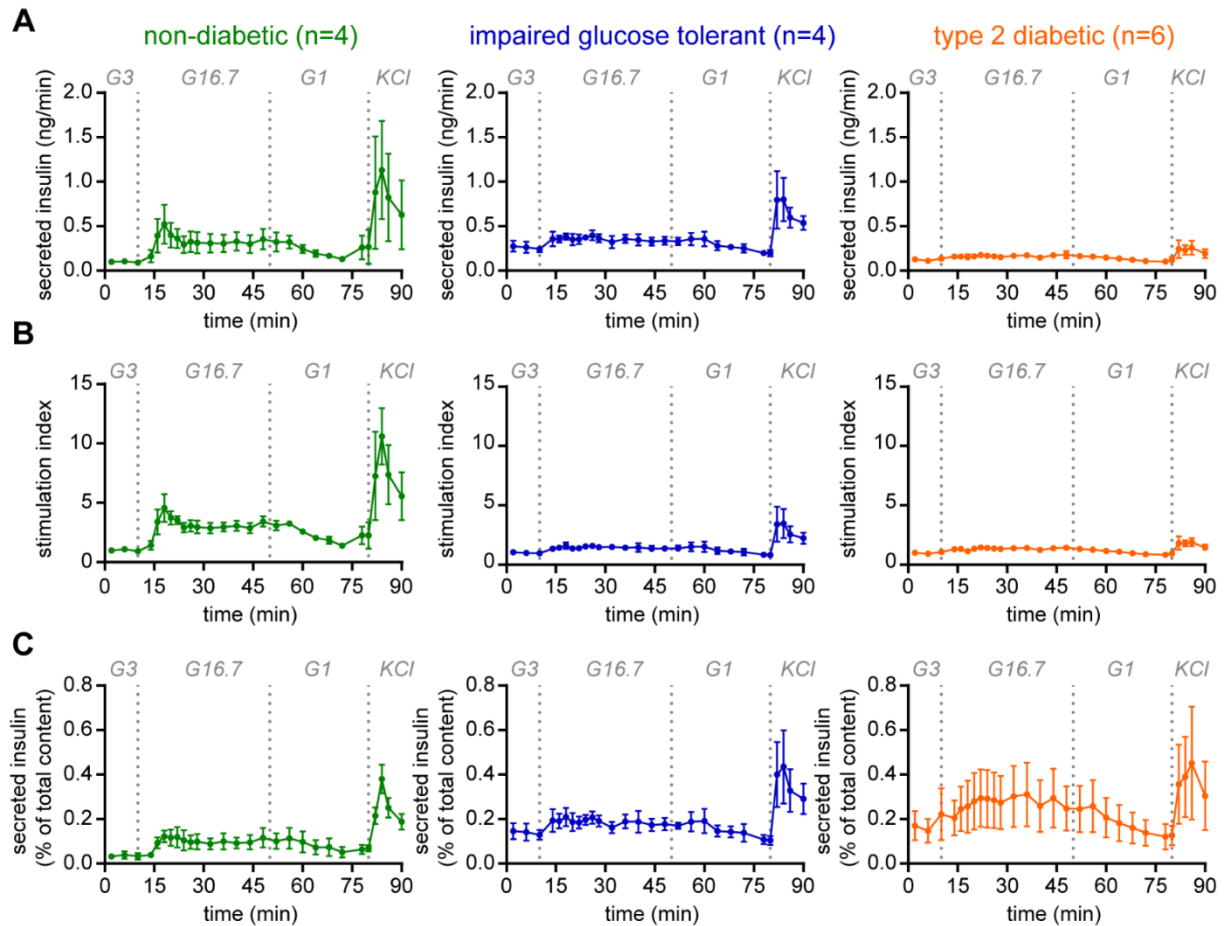 A
non-diabetic (n=4)
impaired glucose tolerant (n=4)
type 2 diabetic (n=6)
G3 G16.7 G1 KCl
secreted insulin (ng/min)
2.0
1.5
1.0
0.5
0.0
0 15 30 45 60 75 90
time (min)
G3 G16.7 G1 KCl
secreted insulin (ng/min)
2.0
1.5
1.0
0.5
0.0
0 15 30 45 60 75 90
time (min)
G3 G16.7 G1 KCl
secreted insulin (ng/min)
2.0
1.5
1.0
0.5
0.0
0 15 30 45 60 75 90
time (min)
B
G3 G16.7 G1 KCl
stimulation index
15
10
5
0
0 15 30 45 60 75 90
time (min)
G3 G16.7 G1 KCl
stimulation index
15
10
5
0
0 15 30 45 60 75 90
time (min)
G3 G16.7 G1 KCl
stimulation index
15
10
5
0
0 15 30 45 60 75 90
time (min)
C
G3 G16.7 G1 KCl
secreted insulin
(% of total content)
0.8
0.6
0.4
0.2
0.0
0 15 30 45 60 75 90
time (min)
G3 G16.7 G1 KCl
secreted insulin
(% of total content)
0.8
0.6
0.4
0.2
0.0
0 15 30 45 60 75 90
time (min)
G3 G16.7 G1 KCl
secreted insulin
(% of total content)
0.8
0.6
0.4
0.2
0.0
0 15 30 45 60 75 90
time (min)